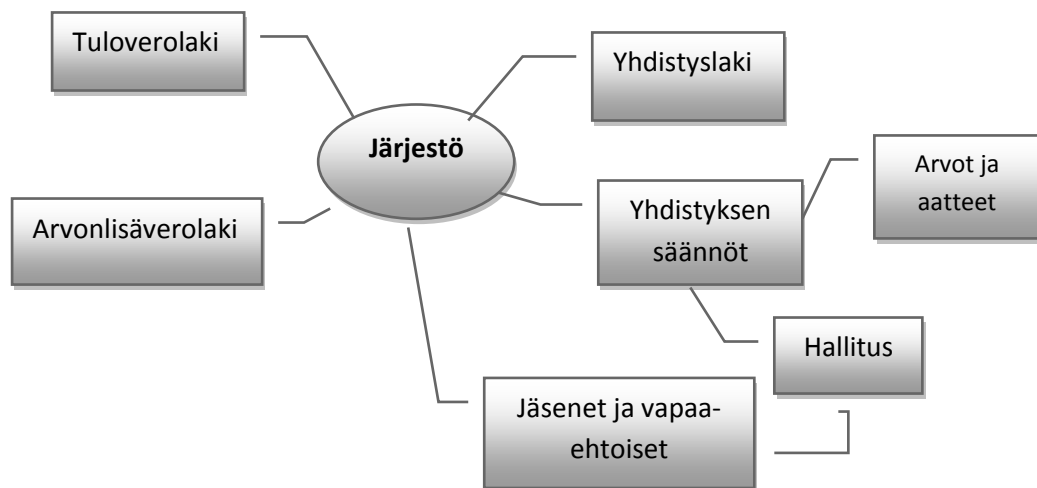 Tuloverolaki
Yhdistyslaki
Järjestö
Arvot ja
aatteet
Arvonlisäverolaki
Yhdistyksen
säännöt
Hallitus
Jäsenet ja vapaa-
ehtoiset